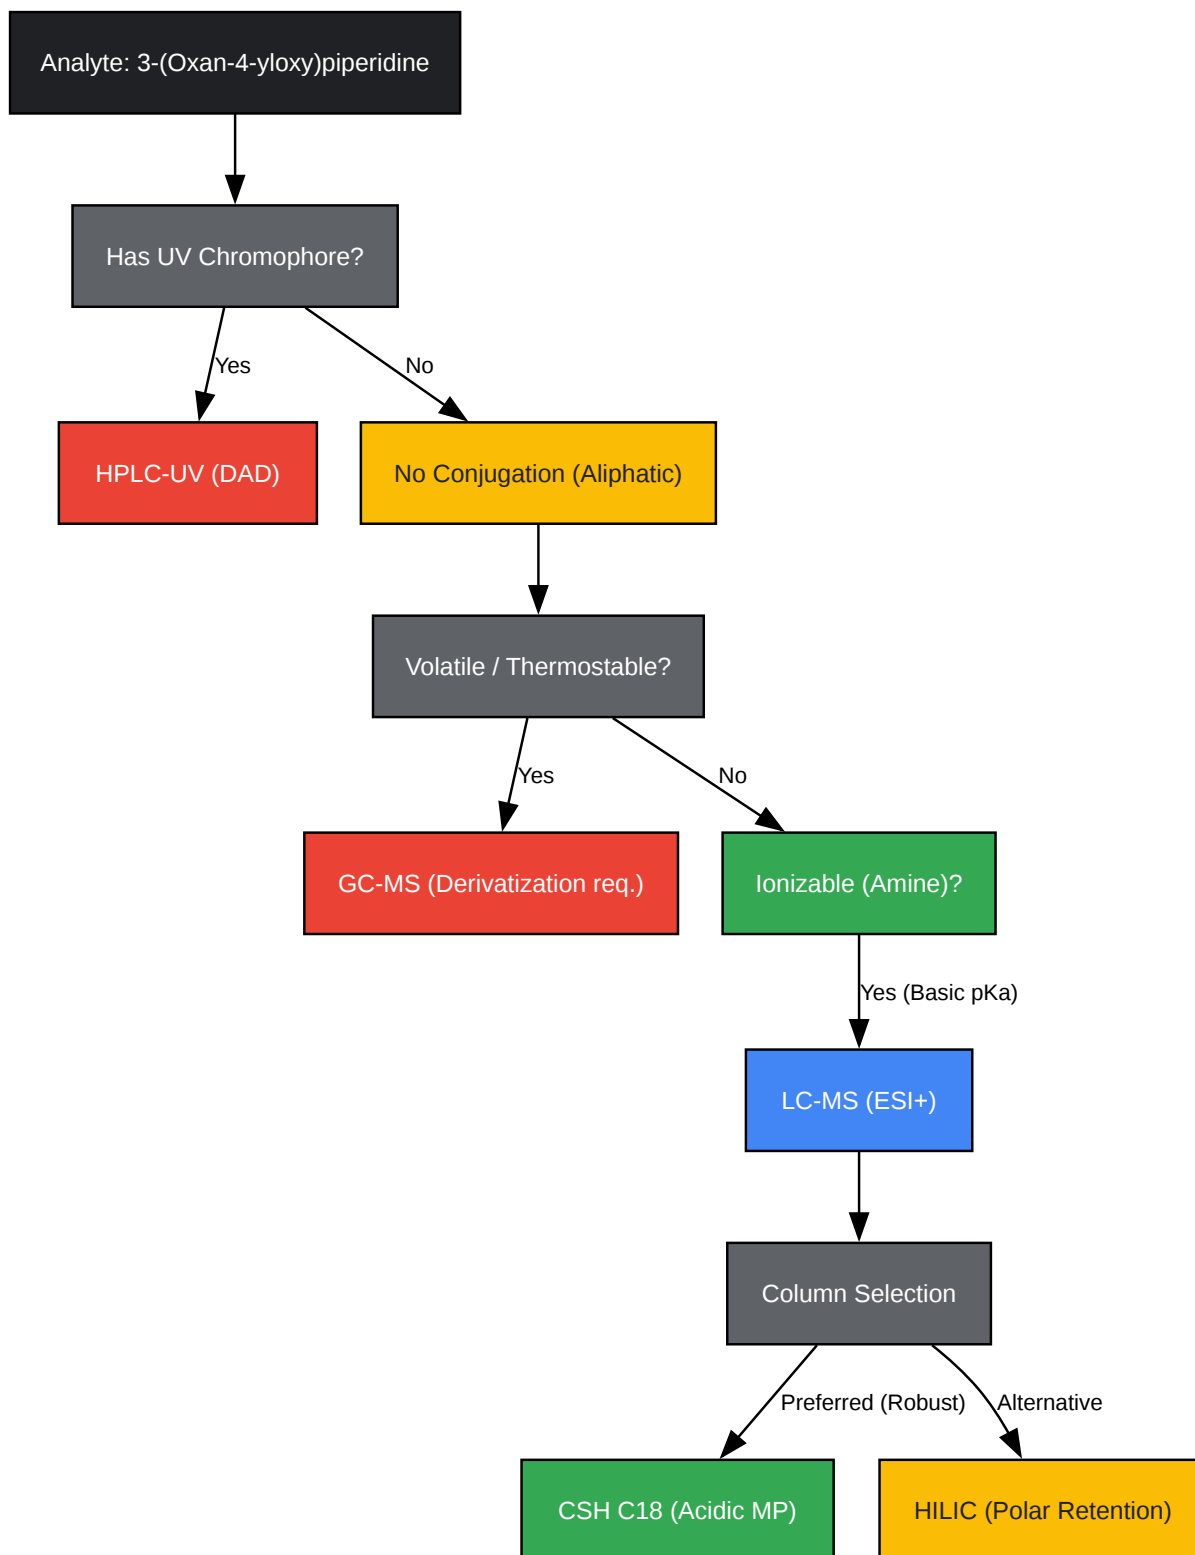 Analyte: 3-(Oxan-4-yloxy)piperidine
Has UV Chromophore?
Yes
No
HPLC-UV (DAD)
No Conjugation (Aliphatic)
Volatile / Thermostable?
Yes
No
GC-MS (Derivatization req.)
Ionizable (Amine)?
Yes (Basic pKa)
LC-MS (ESI+)
Column Selection
Preferred (Robust)
Alternative
CSH C18 (Acidic MP)
HILIC (Polar Retention)